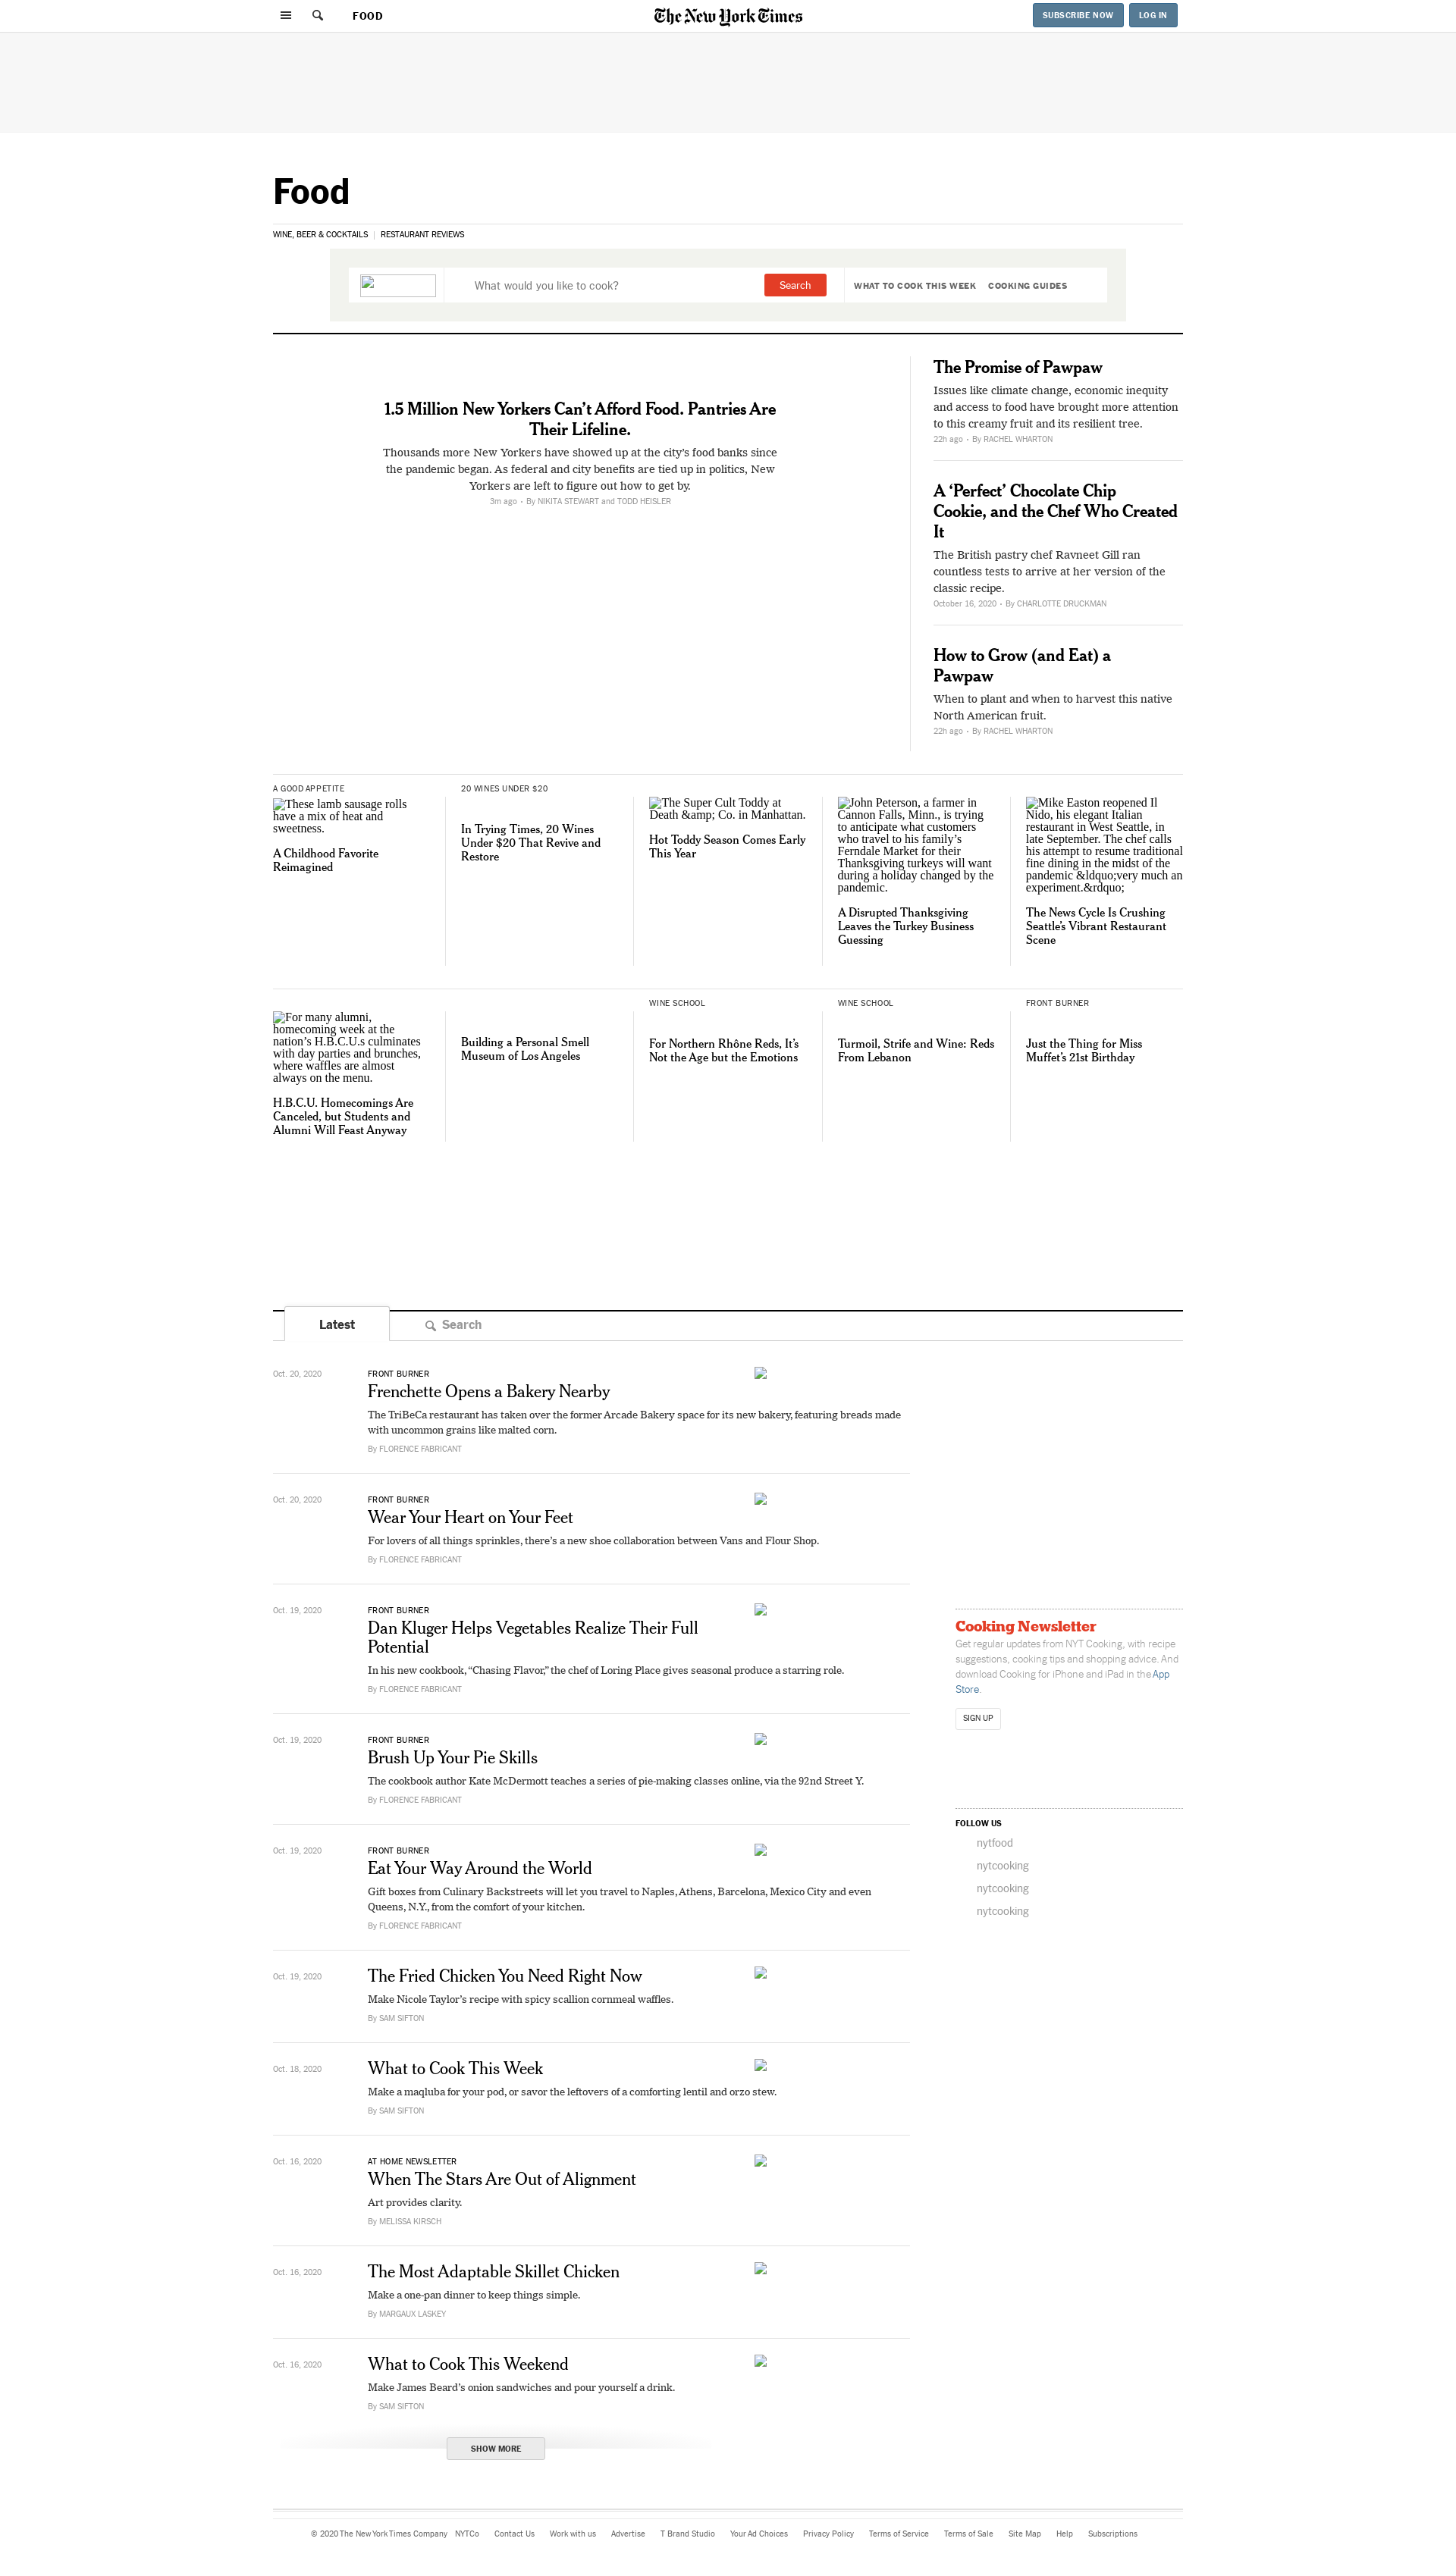 FOOD
The New York Times
SUBSCRIBE NOW
LOG IN
Food
WINE, BEER & COCKTAILS
RESTAURANT REVIEWS
What would you like to cook?
Search
WHAT TO COOK THIS WEEK
COOKING GUIDES
1.5 Million New Yorkers Can’t Afford Food. Pantries Are
Their Lifeline.
Thousands more New Yorkers have showed up at the city’s food banks since
the pandemic began. As federal and city benefits are tied up in politics, New
Yorkers are left to figure out how to get by.
3m ago · By NIKITA STEWART and TODD HEISLER
The Promise of Pawpaw
Issues like climate change, economic inequity
and access to food have brought more attention
to this creamy fruit and its resilient tree.
22h ago · By RACHEL WHARTON
A ‘Perfect’ Chocolate Chip
Cookie, and the Chef Who Created
It
The British pastry chef Ravneet Gill ran
countless tests to arrive at her version of the
classic recipe.
October 16, 2020 · By CHARLOTTE DRUCKMAN
How to Grow (and Eat) a
Pawpaw
When to plant and when to harvest this native
North American fruit.
22h ago · By RACHEL WHARTON
A GOOD APPETITE
These lamb sausage rolls
have a mix of heat and
sweetness.
A Childhood Favorite
Reimagined
20 WINES UNDER $20
In Trying Times, 20 Wines
Under $20 That Revive and
Restore
The Super Cult Toddy at
Death &amp; Co. in Manhattan.
Hot Toddy Season Comes Early
This Year
John Peterson, a farmer in
Cannon Falls, Minn., is trying
to anticipate what customers
who travel to his family’s
Ferndale Market for their
Thanksgiving turkeys will want
during a holiday changed by the
pandemic.
A Disrupted Thanksgiving
Leaves the Turkey Business
Guessing
Mike Easton reopened Il
Nido, his elegant Italian
restaurant in West Seattle, in
late September. The chef calls
his attempt to resume traditional
fine dining in the midst of the
pandemic &ldquo;very much an
experiment.&rdquo;
The News Cycle Is Crushing
Seattle’s Vibrant Restaurant
Scene
For many alumni,
homecoming week at the
nation’s H.B.C.U.s culminates
with day parties and brunches,
where waffles are almost
always on the menu.
H.B.C.U. Homecomings Are
Canceled, but Students and
Alumni Will Feast Anyway
Building a Personal Smell
Museum of Los Angeles
WINE SCHOOL
For Northern Rhône Reds, It’s
Not the Age but the Emotions
WINE SCHOOL
Turmoil, Strife and Wine: Reds
From Lebanon
FRONT BURNER
Just the Thing for Miss
Muffet’s 21st Birthday
Latest
Search
Oct. 20, 2020
FRONT BURNER
Frenchette Opens a Bakery Nearby
The TriBeCa restaurant has taken over the former Arcade Bakery space for its new bakery, featuring breads made
with uncommon grains like malted corn.
By FLORENCE FABRICANT
Oct. 20, 2020
FRONT BURNER
Wear Your Heart on Your Feet
For lovers of all things sprinkles, there’s a new shoe collaboration between Vans and Flour Shop.
By FLORENCE FABRICANT
Oct. 19, 2020
FRONT BURNER
Dan Kluger Helps Vegetables Realize Their Full
Potential
In his new cookbook, “Chasing Flavor,” the chef of Loring Place gives seasonal produce a starring role.
By FLORENCE FABRICANT
Oct. 19, 2020
FRONT BURNER
Brush Up Your Pie Skills
The cookbook author Kate McDermott teaches a series of pie-making classes online, via the 92nd Street Y.
By FLORENCE FABRICANT
Oct. 19, 2020
FRONT BURNER
Eat Your Way Around the World
Gift boxes from Culinary Backstreets will let you travel to Naples, Athens, Barcelona, Mexico City and even
Queens, N.Y., from the comfort of your kitchen.
By FLORENCE FABRICANT
Oct. 19, 2020
The Fried Chicken You Need Right Now
Make Nicole Taylor’s recipe with spicy scallion cornmeal waffles.
By SAM SIFTON
Oct. 18, 2020
What to Cook This Week
Make a maqluba for your pod, or savor the leftovers of a comforting lentil and orzo stew.
By SAM SIFTON
Oct. 16, 2020
AT HOME NEWSLETTER
When The Stars Are Out of Alignment
Art provides clarity.
By MELISSA KIRSCH
Oct. 16, 2020
The Most Adaptable Skillet Chicken
Make a one-pan dinner to keep things simple.
By MARGAUX LASKEY
Oct. 16, 2020
What to Cook This Weekend
Make James Beard’s onion sandwiches and pour yourself a drink.
By SAM SIFTON
SHOW MORE
Cooking Newsletter
Get regular updates from NYT Cooking, with recipe
suggestions, cooking tips and shopping advice. And
download Cooking for iPhone and iPad in the App
Store.
SIGN UP
FOLLOW US
nytfood
nytcooking
nytcooking
nytcooking
© 2020 The New York Times Company NYTCo Contact Us Work with us Advertise T Brand Studio Your Ad Choices Privacy Policy Terms of Service Terms of Sale Site Map Help Subscriptions